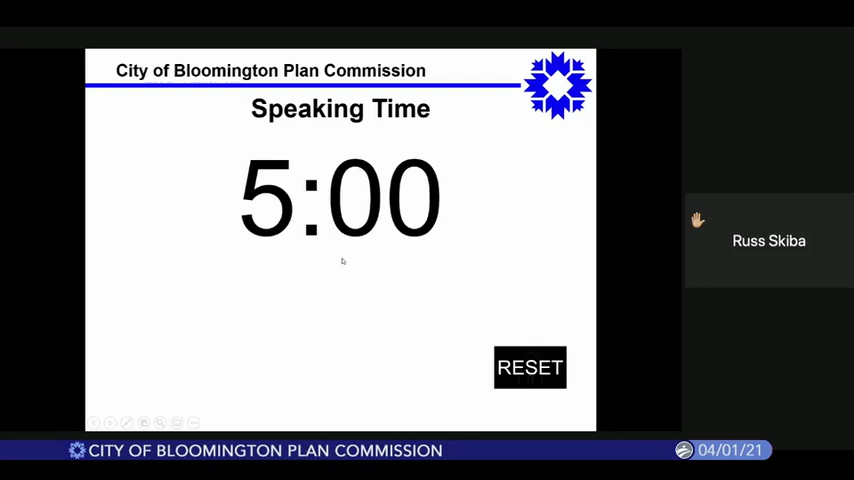 City of Bloomington Plan Commission
Speaking Time
5:00
Russ Skiba
RESET
CITY OF BLOOMINGTON PLAN COMMISSION
04/01/21